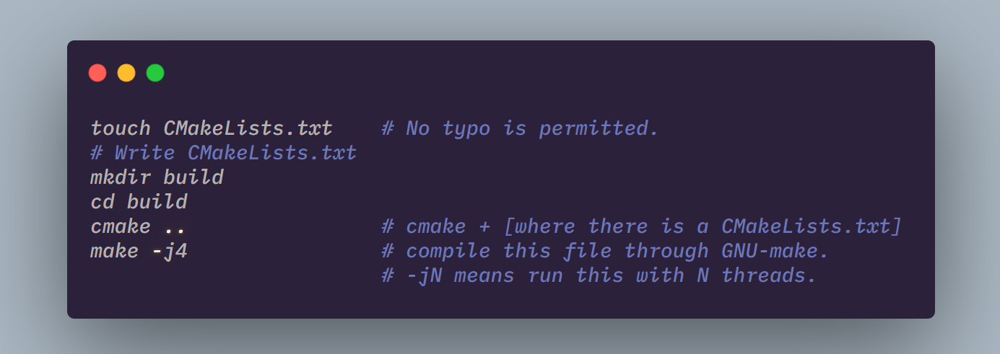 touch CMakeLists.txt    # No typo is permitted.
# Write CMakeLists.txt
mkdir build
cd build
cmake ..                # cmake + [where there is a CMakeLists.txt]
make -j4                # compile this file through GNU-make.
                        # -jN means run this with N threads.